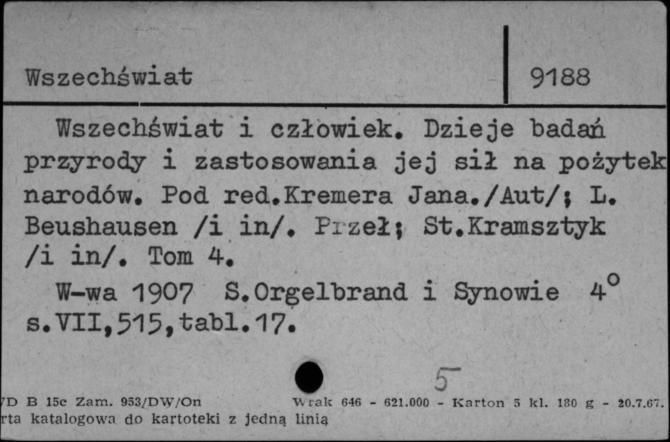 Wszechświat 9188
Wszechświat i człowiek. Dzieje badań
przyrody i zastosowania jej sił na pożytek
narodów. Pod red.Kremera Jana./Aut/; L.
Beushausen /i in/. Przeł; St.Kramsztyk
/i in/. Tom 4.
W-wa 1907 S.Orgelbrand i Synowie 4°
s.VII,515,tabl.17.
5
/D B 15c Zam. 953/DW/On Wrak 646 - 621.000 - Karton 5 kl. 180 g - 20.7.67.
rta katalogowa do kartoteki z jedną linią